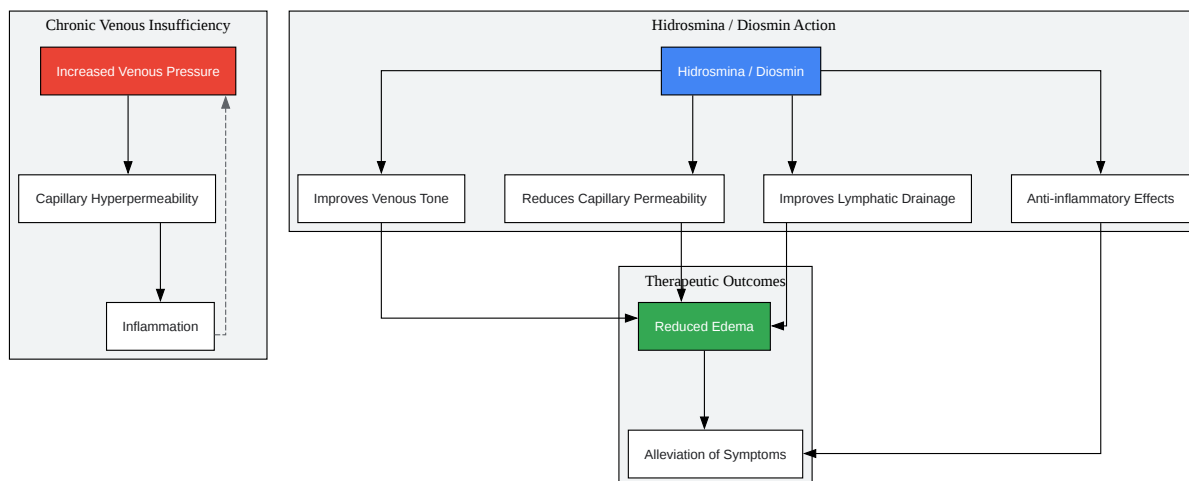 Chronic Venous Insufficiency
Increased Venous Pressure
Capillary Hyperpermeability
Inflammation
Hidrosmina / Diosmin Action
Hidrosmina / Diosmin
Improves Venous Tone
Reduces Capillary Permeability
Improves Lymphatic Drainage
Anti-inflammatory Effects
Therapeutic Outcomes
Reduced Edema
Alleviation of Symptoms